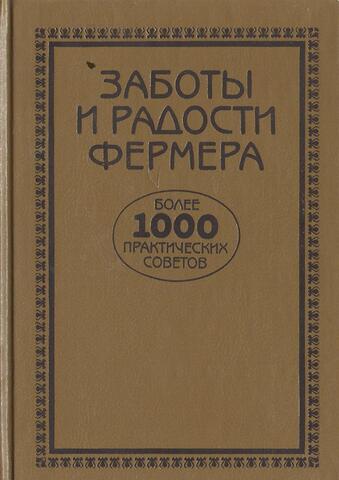 ЗАБОТЫ
И РАДОСТИ
ФЕРМЕРА
БОЛЕЕ
1000
ПРАКТИЧЕСКИХ
СОВЕТОВ